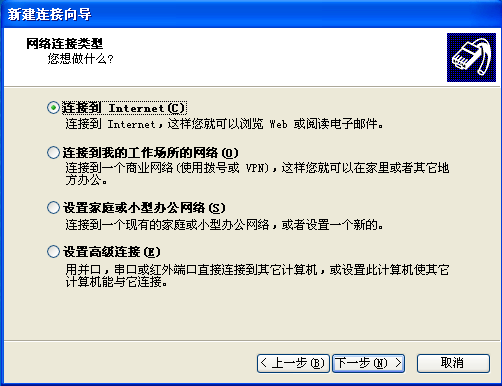 新建连接向导
网络连接类型
您想做什么?
连接到 Internet(C)
连接到 Internet，这样您就可以浏览 Web 或阅读电子邮件。
连接到我的工作场所的网络(O)
连接到一个商业网络(使用拨号或 VPN)，这样您就可以在家里或者其它地
方办公。
设置家庭或小型办公网络(S)
连接到一个现有的家庭或小型办公网络，或者设置一个新的。
设置高级连接(E)
用并口，串口或红外端口直接连接到其它计算机，或设置此计算机使其它
计算机能与它连接。
< 上一步(B) 下一步(N) > 取消